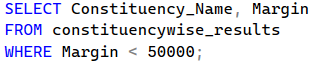 SELECT Constituency_Name, Margin
FROM constituencywise_results
WHERE Margin < 50000;